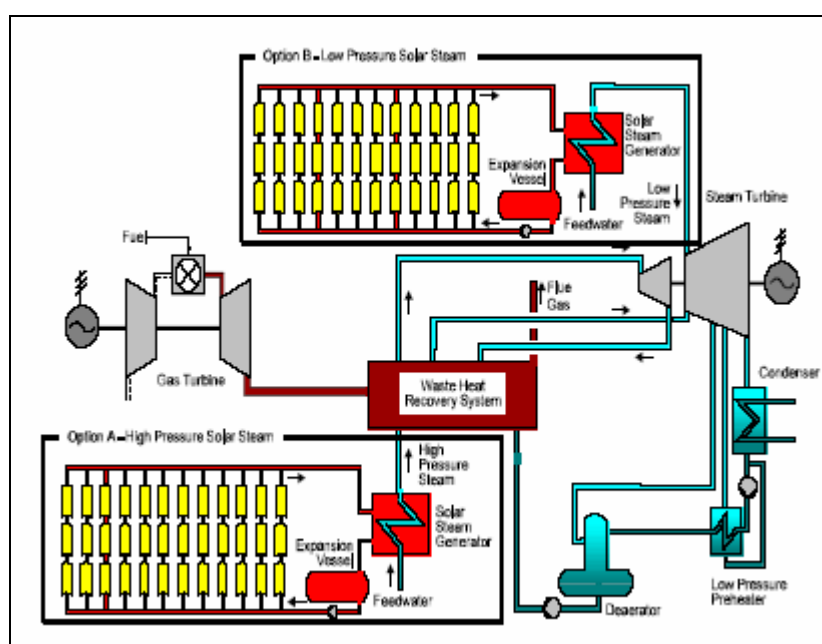 Option B-Low Pressure Solar Steam
Solar
Steam
Generator
Expansion
Vessel
Feedwater
Low
Pressure
Steam
Steam Turbine
Fuel
Flue
Gas
Gas Turbine
Waste Heat
Recovery System
Condenser
Option A-High Pressure Solar Steam
High
Pressure
Steam
Solar
Steam
Generator
Expansion
Vessel
Feedwater
Deaerator
Low Pressure
Preheater